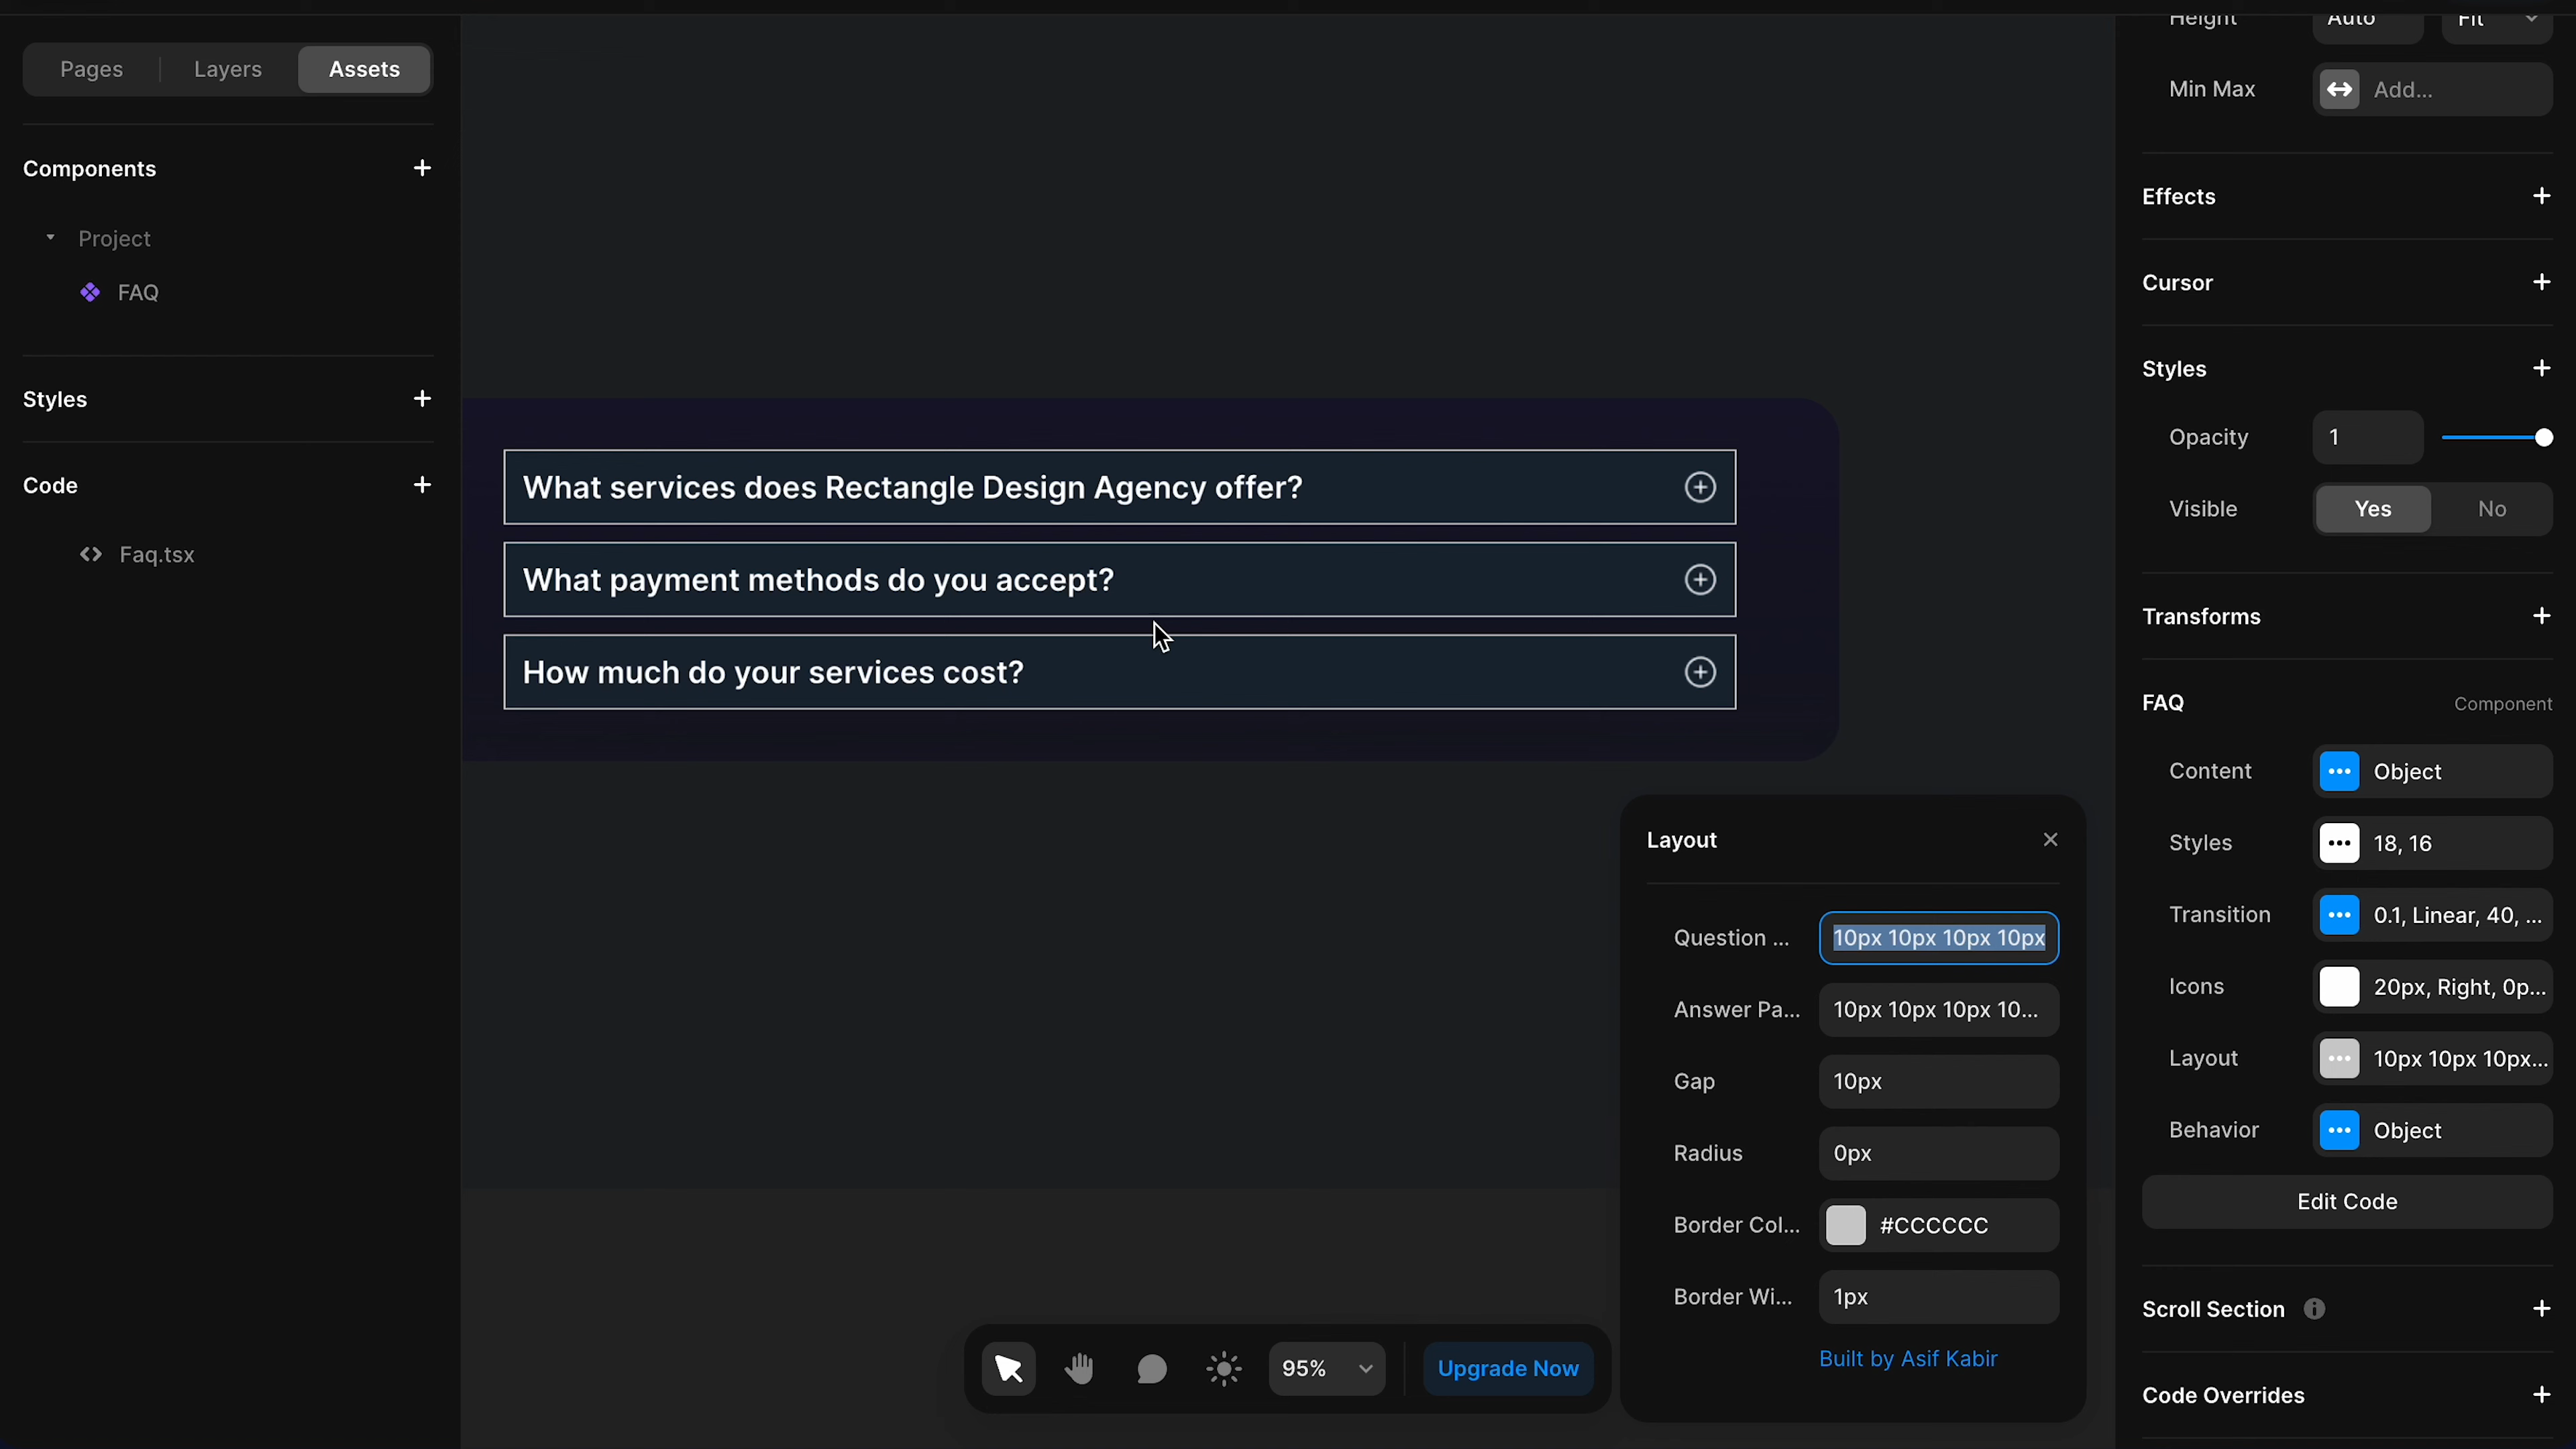 Pages
Layers
Assets
Components
Project
FAQ
Styles
Code
Faq.tsx
What services does Rectangle Design Agency offer?
What payment methods do you accept?
How much do your services cost?
Layout
Question ... 10px 10px 10px 10px
Answer Pa... 10px 10px 10px 10...
Gap 10px
Radius 0px
Border Col... #CCCCCC
Border Wi... 1px
Built by Asif Kabir
95%
Upgrade Now
Height Auto Fit
Min Max Add...
Effects
Cursor
Styles
Opacity 1
Visible Yes No
Transforms
FAQ Component
Content Object
Styles 18, 16
Transition 0.1, Linear, 40, ...
Icons 20px, Right, 0p...
Layout 10px 10px 10px...
Behavior Object
Edit Code
Scroll Section
Code Overrides